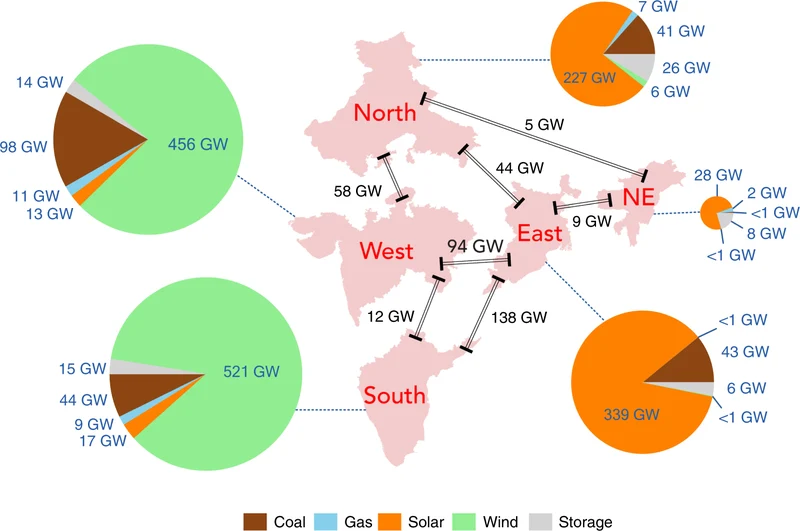 7 GW
41 GW
26 GW
6 GW
227 GW
14 GW
98 GW
11 GW
13 GW
456 GW
North
5 GW
44 GW
58 GW
28 GW
2 GW
<1 GW
8 GW
<1 GW
NE
9 GW
East
West
94 GW
12 GW
138 GW
South
15 GW
521 GW
44 GW
9 GW
17 GW
<1 GW
43 GW
6 GW
<1 GW
339 GW
Coal Gas Solar Wind Storage